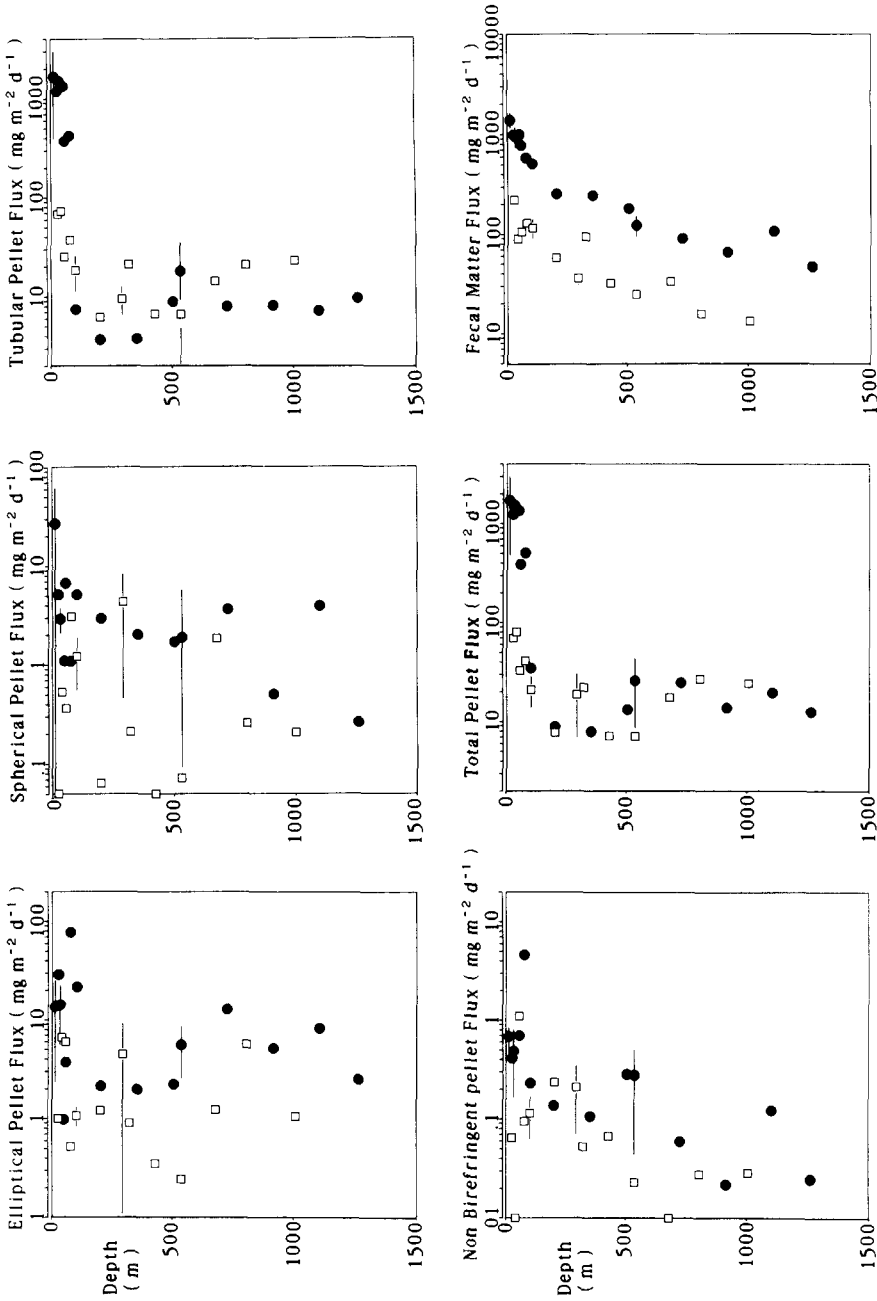 Elliptical Pellet Flux ( mg m⁻² d⁻¹ )
1 1 10 100
Depth
( m )
500
1000
1500
Spherical Pellet Flux ( mg m⁻² d⁻¹ )
1 1 10 100
0
500
1000
1500
Tubular Pellet Flux ( mg m⁻² d⁻¹ )
10 100 1000
0
500
1000
1500
Non Birefringent pellet Flux ( mg m⁻² d⁻¹ )
01 1 1
0
Depth
( m )
500
1000
1500
Total Pellet Flux ( mg m⁻² d⁻¹ )
10 100 1000
0
500
1000
1500
Fecal Matter Flux ( mg m⁻² d⁻¹ )
10 100 1000 10000
0
500
1000
1500